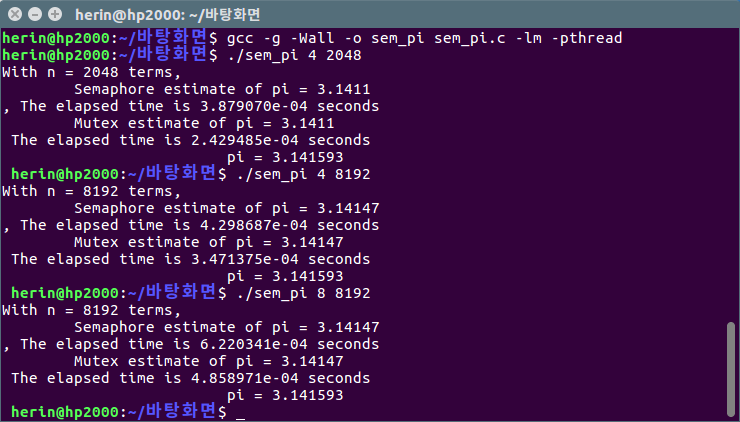 herin@hp2000: ~/바탕화면
herin@hp2000:~/바탕화면$ gcc -g -Wall -o sem_pi sem_pi.c -lm -pthread
herin@hp2000:~/바탕화면$ ./sem_pi 4 2048
With n = 2048 terms,
Semaphore estimate of pi = 3.1411
, The elapsed time is 3.879070e-04 seconds
Mutex estimate of pi = 3.1411
The elapsed time is 2.429485e-04 seconds
pi = 3.141593
herin@hp2000:~/바탕화면$ ./sem_pi 4 8192
With n = 8192 terms,
Semaphore estimate of pi = 3.14147
, The elapsed time is 4.298687e-04 seconds
Mutex estimate of pi = 3.14147
The elapsed time is 3.471375e-04 seconds
pi = 3.141593
herin@hp2000:~/바탕화면$ ./sem_pi 8 8192
With n = 8192 terms,
Semaphore estimate of pi = 3.14147
, The elapsed time is 6.220341e-04 seconds
Mutex estimate of pi = 3.14147
The elapsed time is 4.858971e-04 seconds
pi = 3.141593
herin@hp2000:~/바탕화면$ _